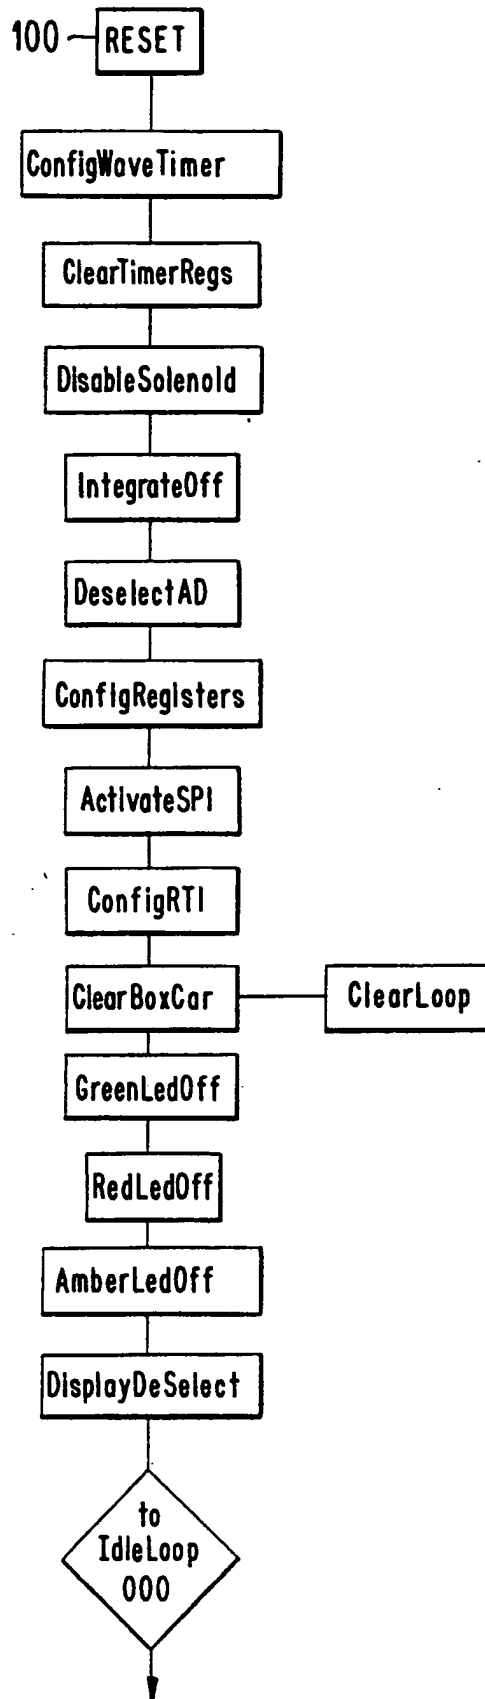 100 RESET
ConfigWaveTimer
ClearTimerRegs
DisableSolenoid
IntegrateOff
DeselectAD
ConfigRegisters
ActivateSPI
ConfigRTI
ClearBoxCar ClearLoop
GreenLedOff
RedLedOff
AmberLedOff
DisplayDeSelect
to
IdleLoop
000